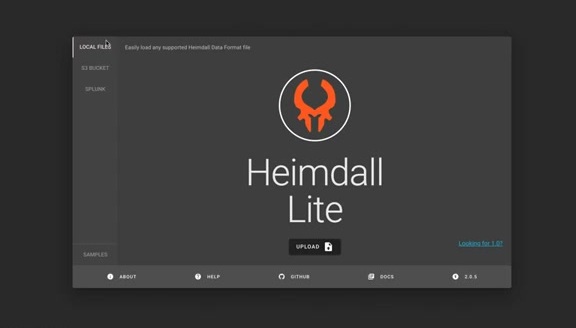 LOCAL FILES
Easily load any supported Heimdall Data Format file
S3 BUCKET
SPLUNK
Heimdall
Lite
UPLOAD
Looking for 1.0?
SAMPLES
ABOUT
HELP
GITHUB
DOCS
2.6.5